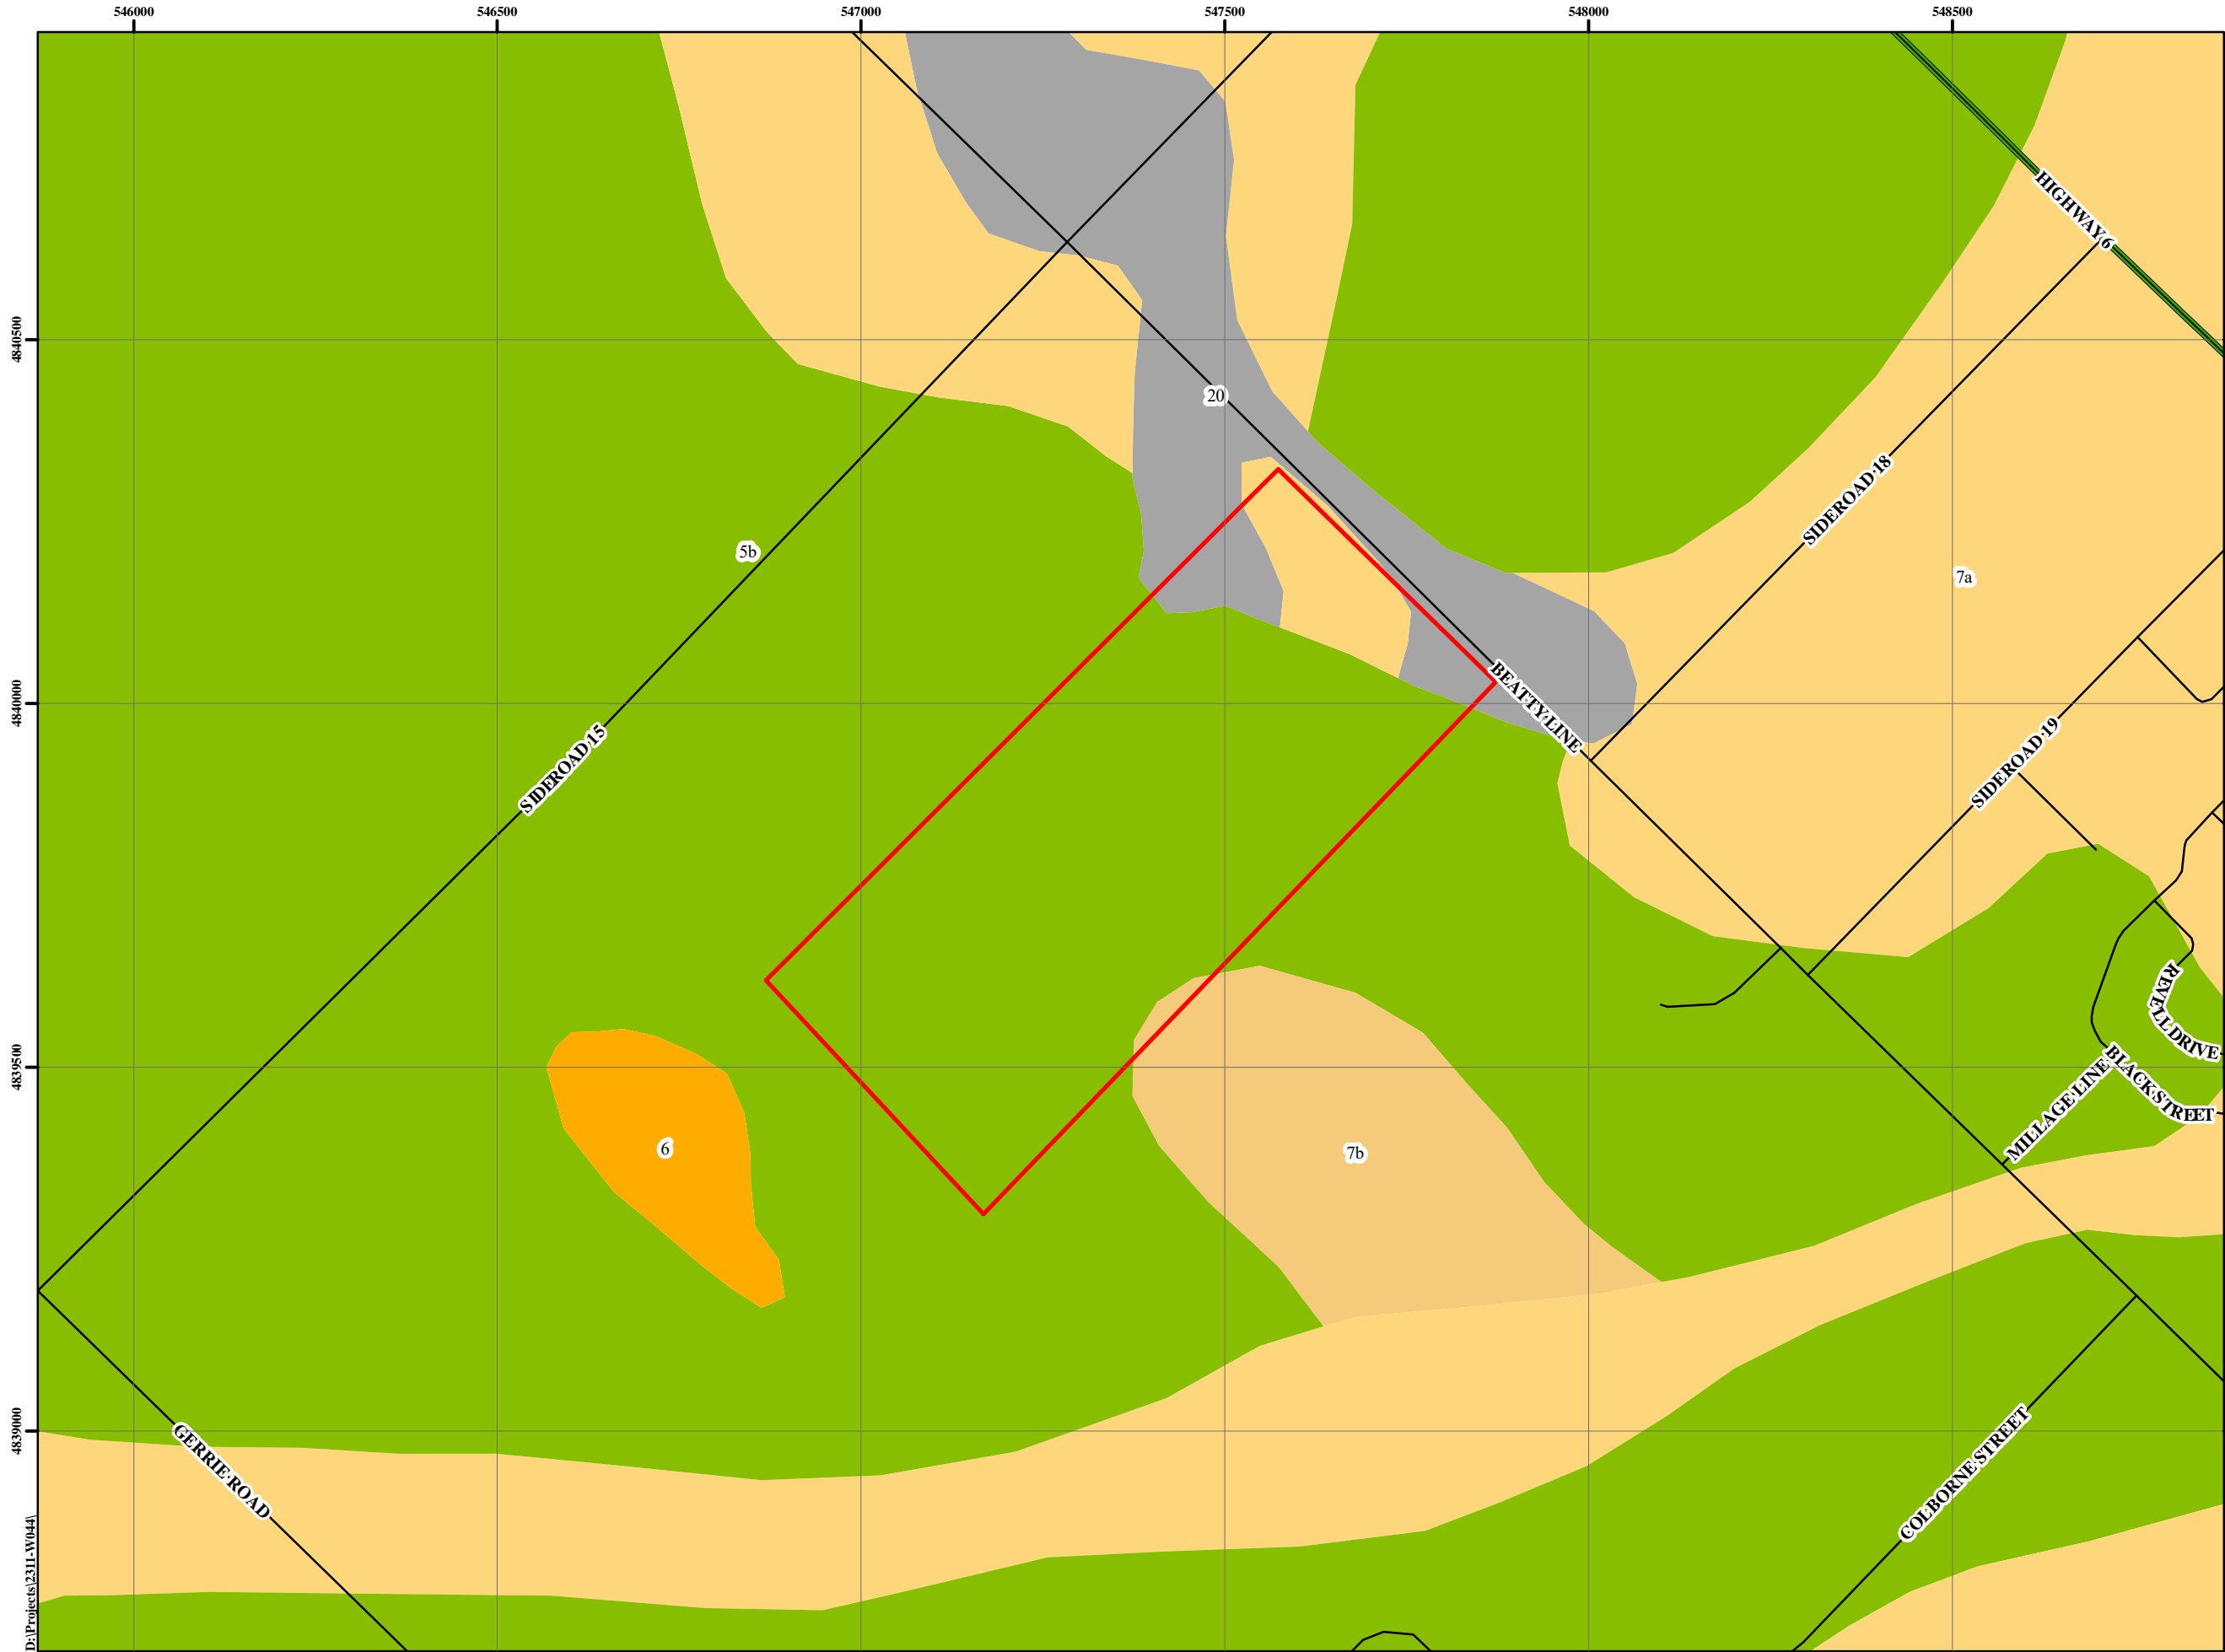 546000 546500 547000 547500 548000 548500
HIGHWAY 6
4840500
20
SIDEROAD 18
5b
7a
4840000
BEATTY LINE
SIDEROAD 15
SIDEROAD 19
REVELL DRIVE
4839500
BLACK STREET
MILLAGE LINE
6
7b
4839000
GERRIE ROAD
COLBORNE STREET
D:\Projects\2311-W044\